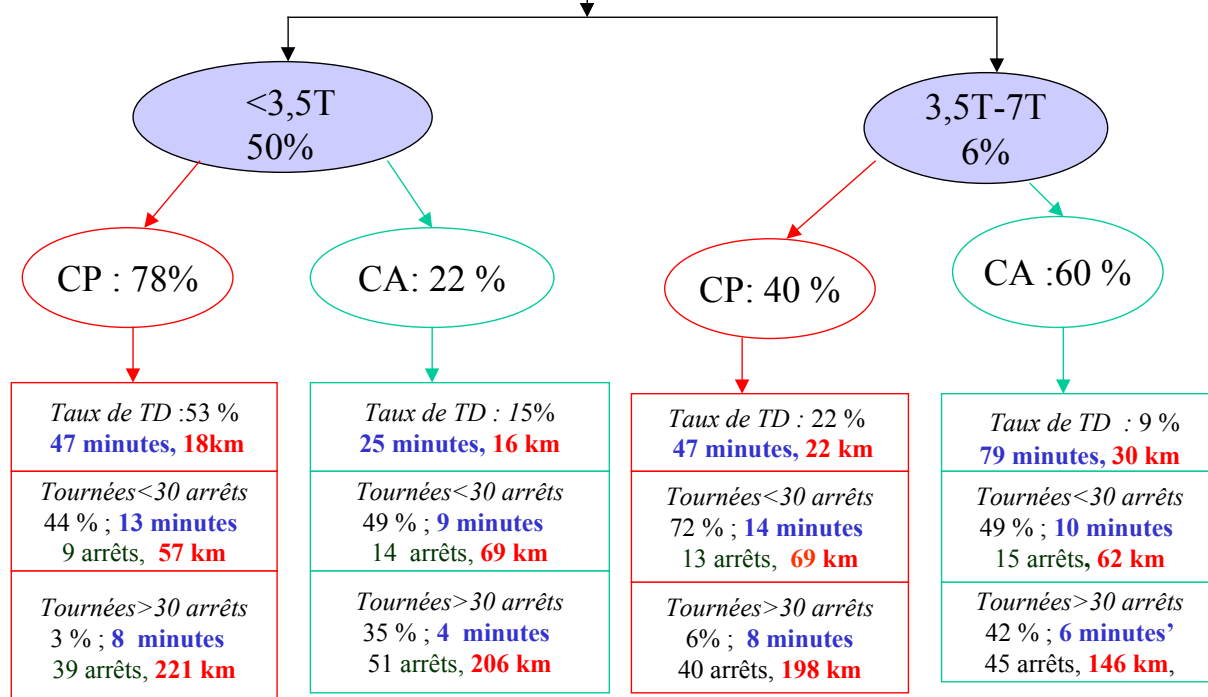 <3,5T
50%
3,5T-7T
6%
CP : 78%
CA: 22 %
CP: 40 %
CA :60 %
Taux de TD :53 %
47 minutes, 18km
Tournées<30 arrêts
44 % ; 13 minutes
9 arrêts, 57 km
Tournées>30 arrêts
3 % ; 8 minutes
39 arrêts, 221 km
Taux de TD : 15%
25 minutes, 16 km
Tournées<30 arrêts
49 % ; 9 minutes
14 arrêts, 69 km
Tournées>30 arrêts
35 % ; 4 minutes
51 arrêts, 206 km
Taux de TD : 22 %
47 minutes, 22 km
Tournées<30 arrêts
72 % ; 14 minutes
13 arrêts, 69 km
Tournées>30 arrêts
6% ; 8 minutes
40 arrêts, 198 km
Taux de TD : 9 %
79 minutes, 30 km
Tournées<30 arrêts
49 % ; 10 minutes
15 arrêts, 62 km
Tournées>30 arrêts
42 % ; 6 minutes’
45 arrêts, 146 km,